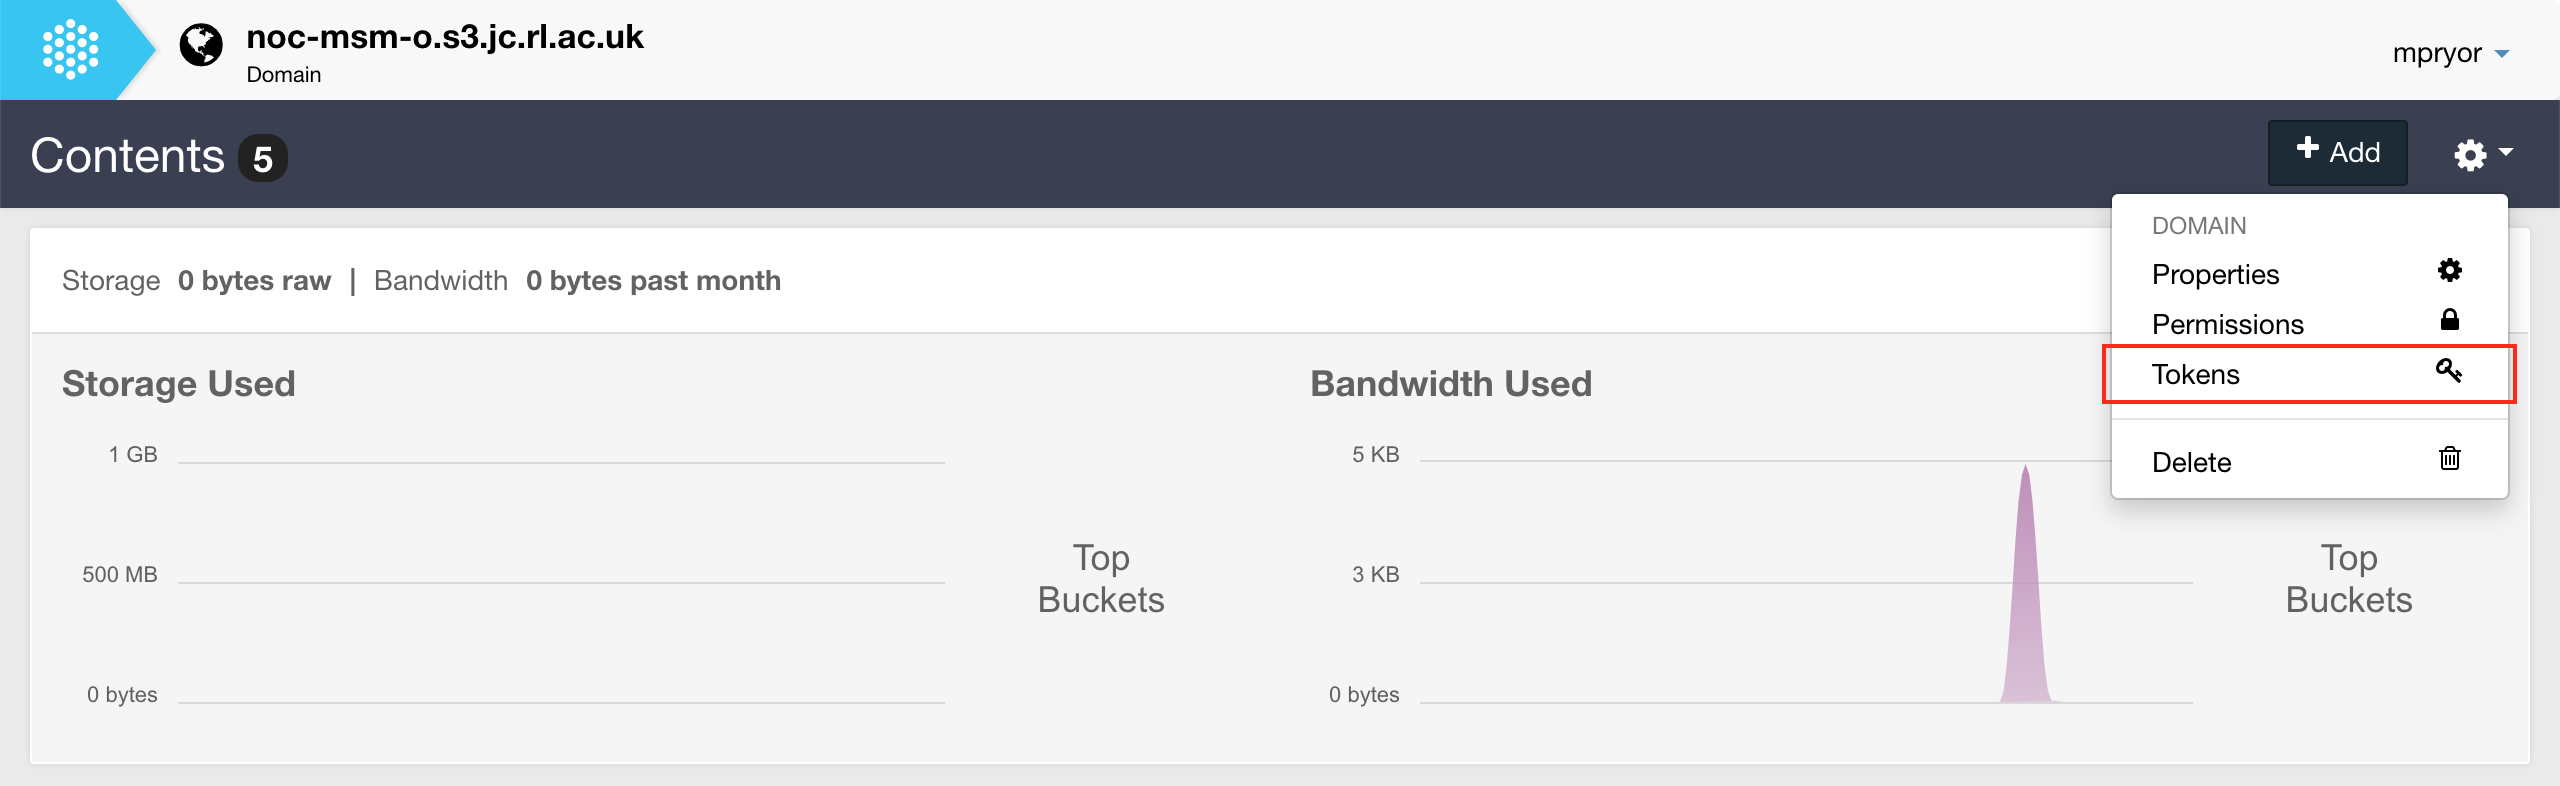 noc-msm-o.s3.jc.rl.ac.uk
Domain
mpryor
Contents 5
Add
DOMAIN
Properties
Permissions
Tokens
Delete
Storage 0 bytes raw | Bandwidth 0 bytes past month
Storage Used
1 GB
500 MB
0 bytes
Top
Buckets
Bandwidth Used
5 KB
3 KB
0 bytes
Top
Buckets